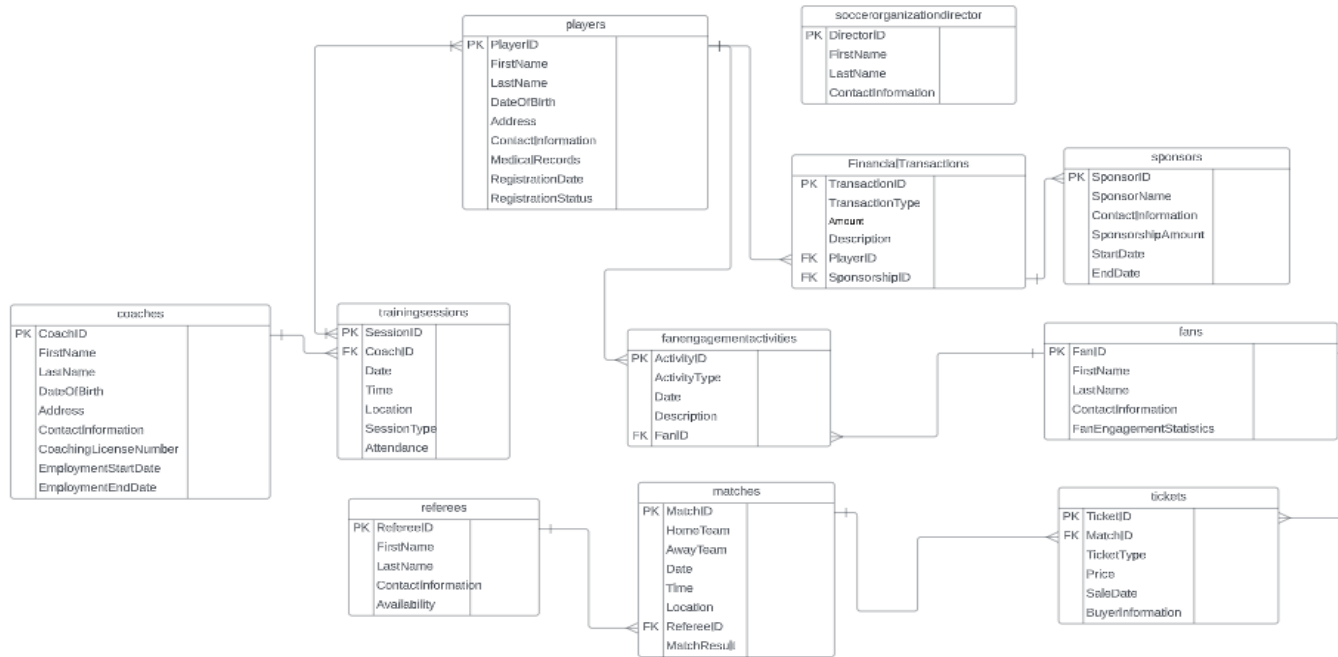 players
PK PlayerID
FirstName
LastName
DateOfBirth
Address
ContactInformation
MedicalRecords
RegistrationDate
RegistrationStatus
soccerorganizationdirector
PK DirectorID
FirstName
LastName
ContactInformation
FinancialTransactions
PK TransactionID
TransactionType
Amount
Description
FK PlayerID
FK SponsorshipID
sponsors
PK SponsorID
SponsorName
ContactInformation
SponsorshipAmount
StartDate
EndDate
coaches
PK CoachID
FirstName
LastName
DateOfBirth
Address
ContactInformation
CoachingLicenseNumber
EmploymentStartDate
EmploymentEndDate
trainingsessions
PK SessionID
FK CoachID
Date
Time
Location
SessionType
Attendance
fanengagementactivities
PK ActivityID
ActivityType
Date
Description
FK FanID
fans
PK FanID
FirstName
LastName
ContactInformation
FanEngagementStatistics
referees
PK RefereeID
FirstName
LastName
ContactInformation
Availability
matches
PK MatchID
HomeTeam
AwayTeam
Date
Time
Location
FK RefereeID
MatchResult
tickets
PK TicketID
FK MatchID
TicketType
Price
SaleDate
BuyerInformation